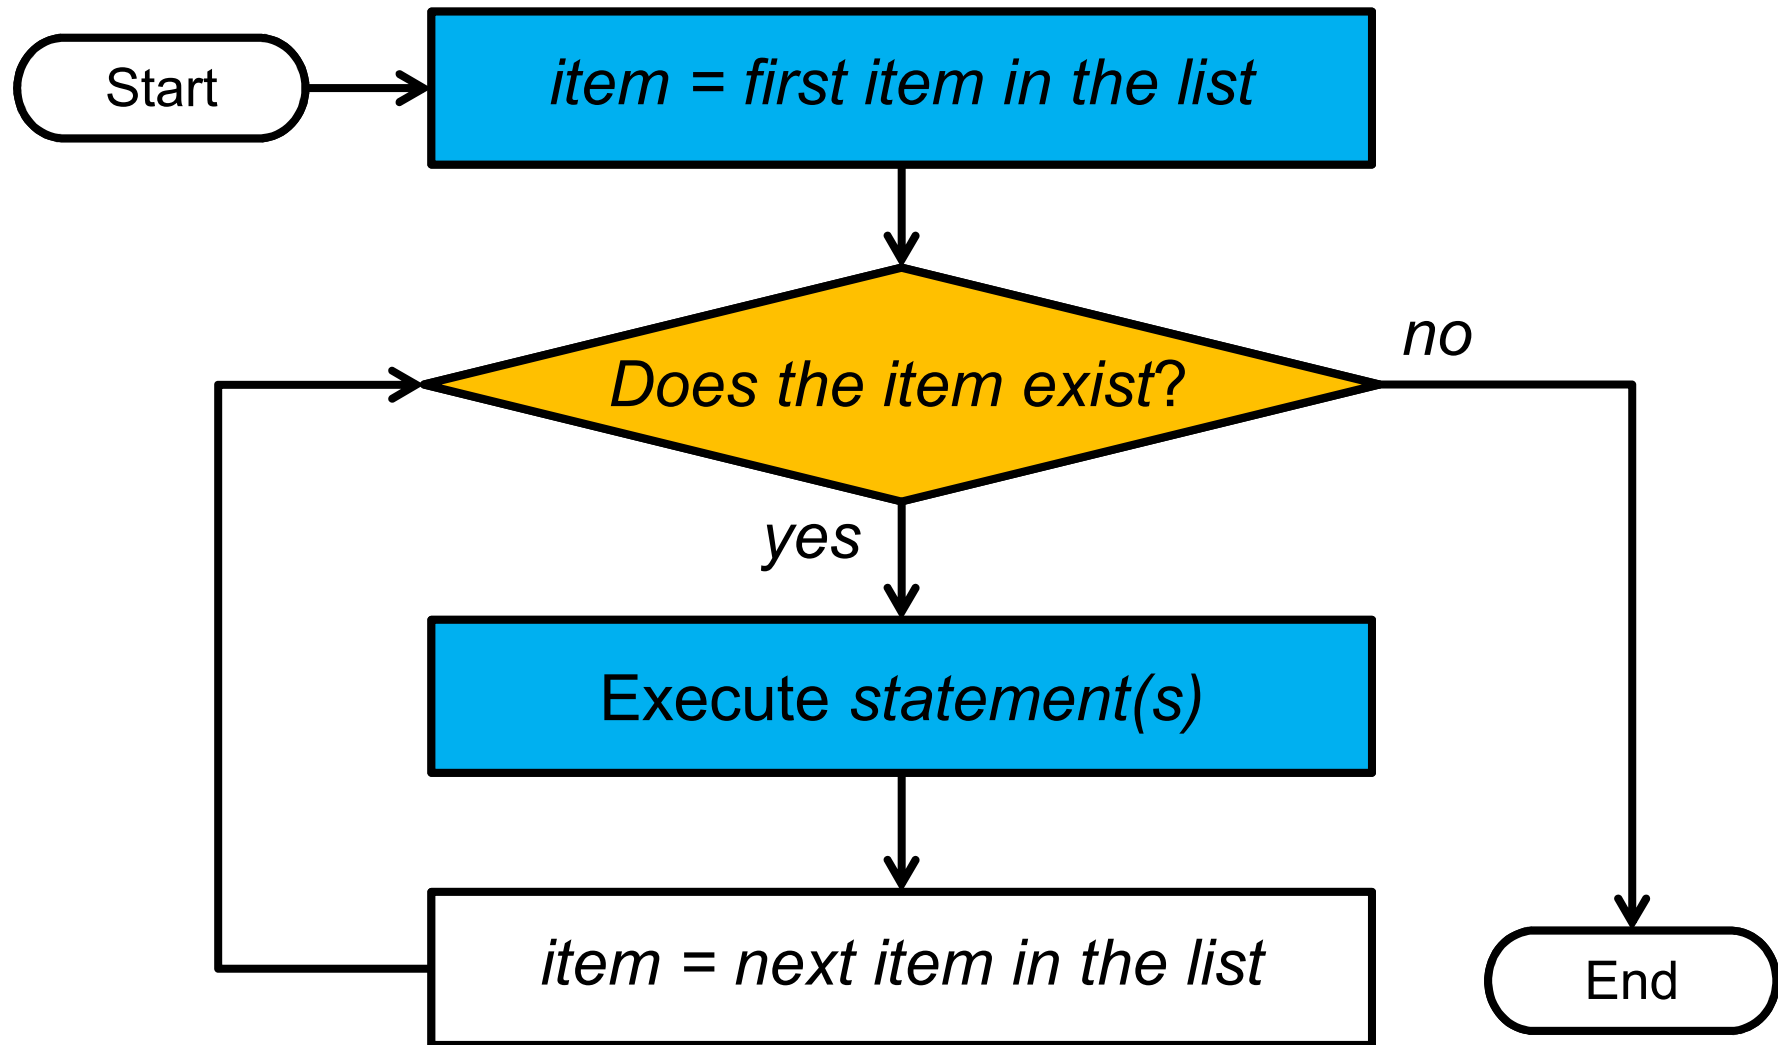 Start
item = first item in the list
Does the item exist?
no
yes
Execute statement(s)
item = next item in the list
End